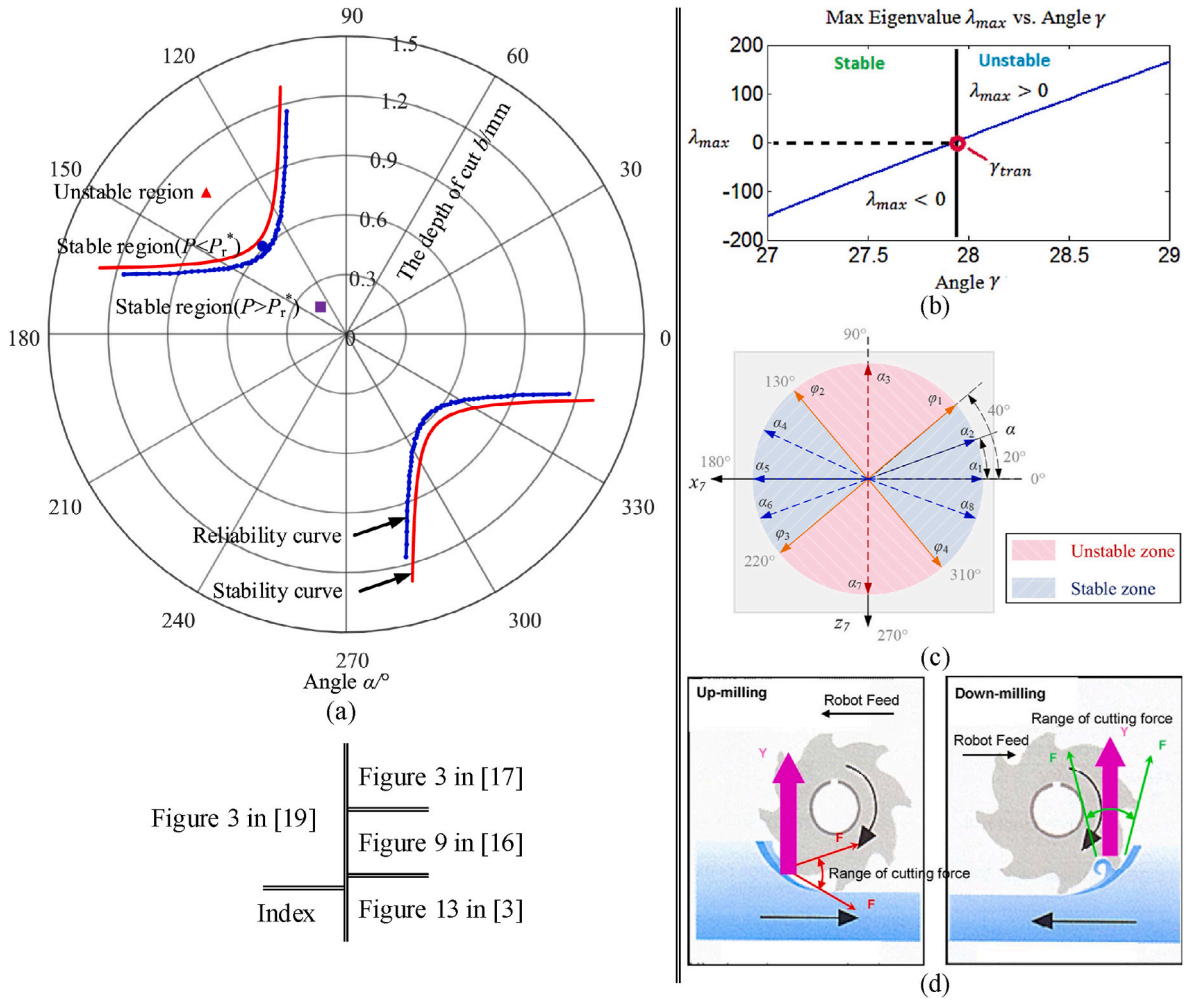 90
120
60
150
30
180
0
210
330
240
300
270
1.5
1.2
0.9
0.6
0.3
0
The depth of cut b/mm
Unstable region
Stable region(P<Pr*)
Stable region(P>Pr*)
Reliability curve
Stability curve
Angle α/°
(a)
Figure 3 in [19]
Index
Figure 3 in [17]
Figure 9 in [16]
Figure 13 in [3]
Max Eigenvalue λmax vs. Angle γ
200
100
0
-100
-200
λmax
Stable
Unstable
λmax > 0
γtran
λmax < 0
27
27.5
28
28.5
29
Angle γ
(b)
90°
130°
φ2
α3
φ1
40°
α4
α2
α
20°
180°
α5
α1
0°
x7
α6
α8
φ3
φ4
220°
α7
310°
z7
270°
Unstable zone
Stable zone
(c)
Up-milling
Robot Feed
Y
F
Range of cutting force
F
Down-milling
Range of cutting force
Robot Feed
Y
F
F
(d)